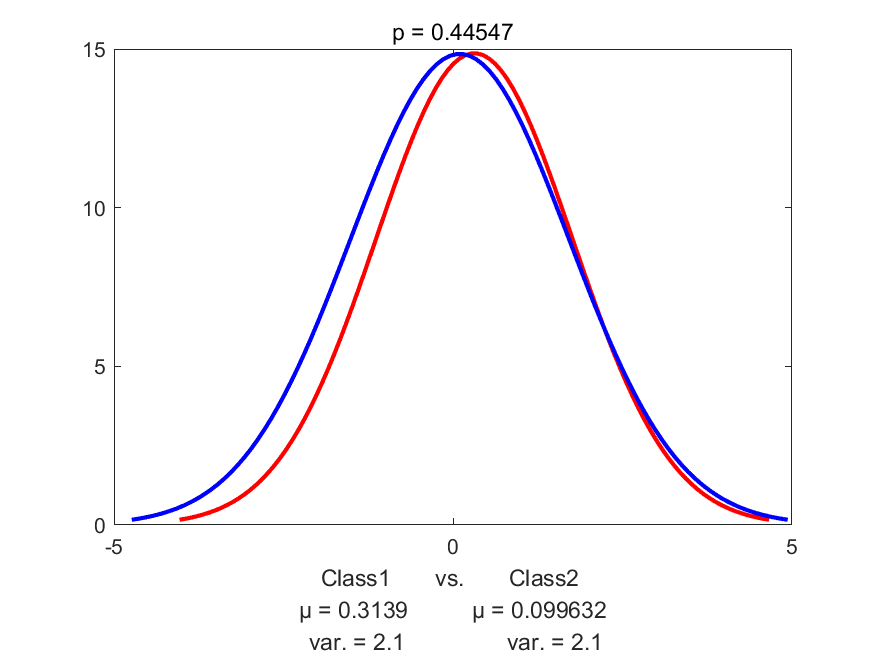 p = 0.44547
15
10
5
0
-5 0 5
Class1 vs. Class2
μ = 0.3139 μ = 0.099632
var. = 2.1 var. = 2.1